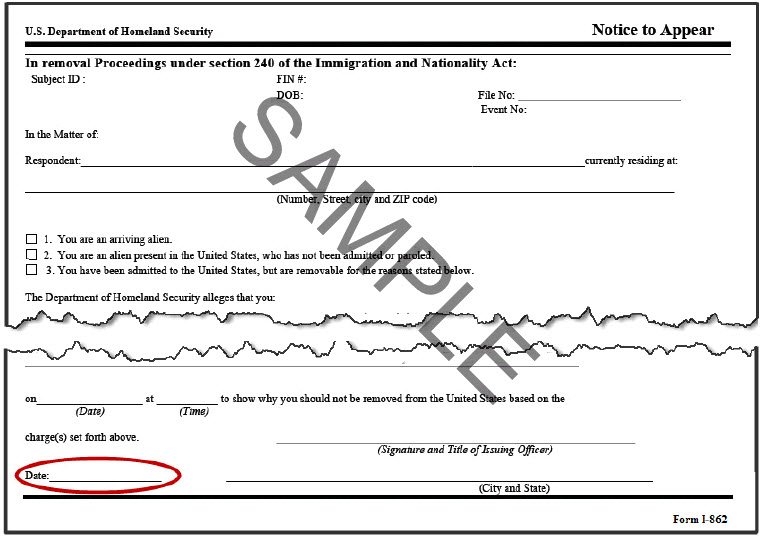 U.S. Department of Homeland Security Notice to Appear
In removal Proceedings under section 240 of the Immigration and Nationality Act:
Subject ID : FIN #:
DOB: File No:
Event No:
In the Matter of:
Respondent: currently residing at:
(Number, Street, city and ZIP code)
1. You are an arriving alien.
2. You are an alien present in the United States, who has not been admitted or paroled.
3. You have been admitted to the United States, but are removable for the reasons stated below.
The Department of Homeland Security alleges that you:
SAMPLE
on at to show why you should not be removed from the United States based on the
(Date) (Time)
charge(s) set forth above.
(Signature and Title of Issuing Officer)
Date:
(City and State)
Form I-862